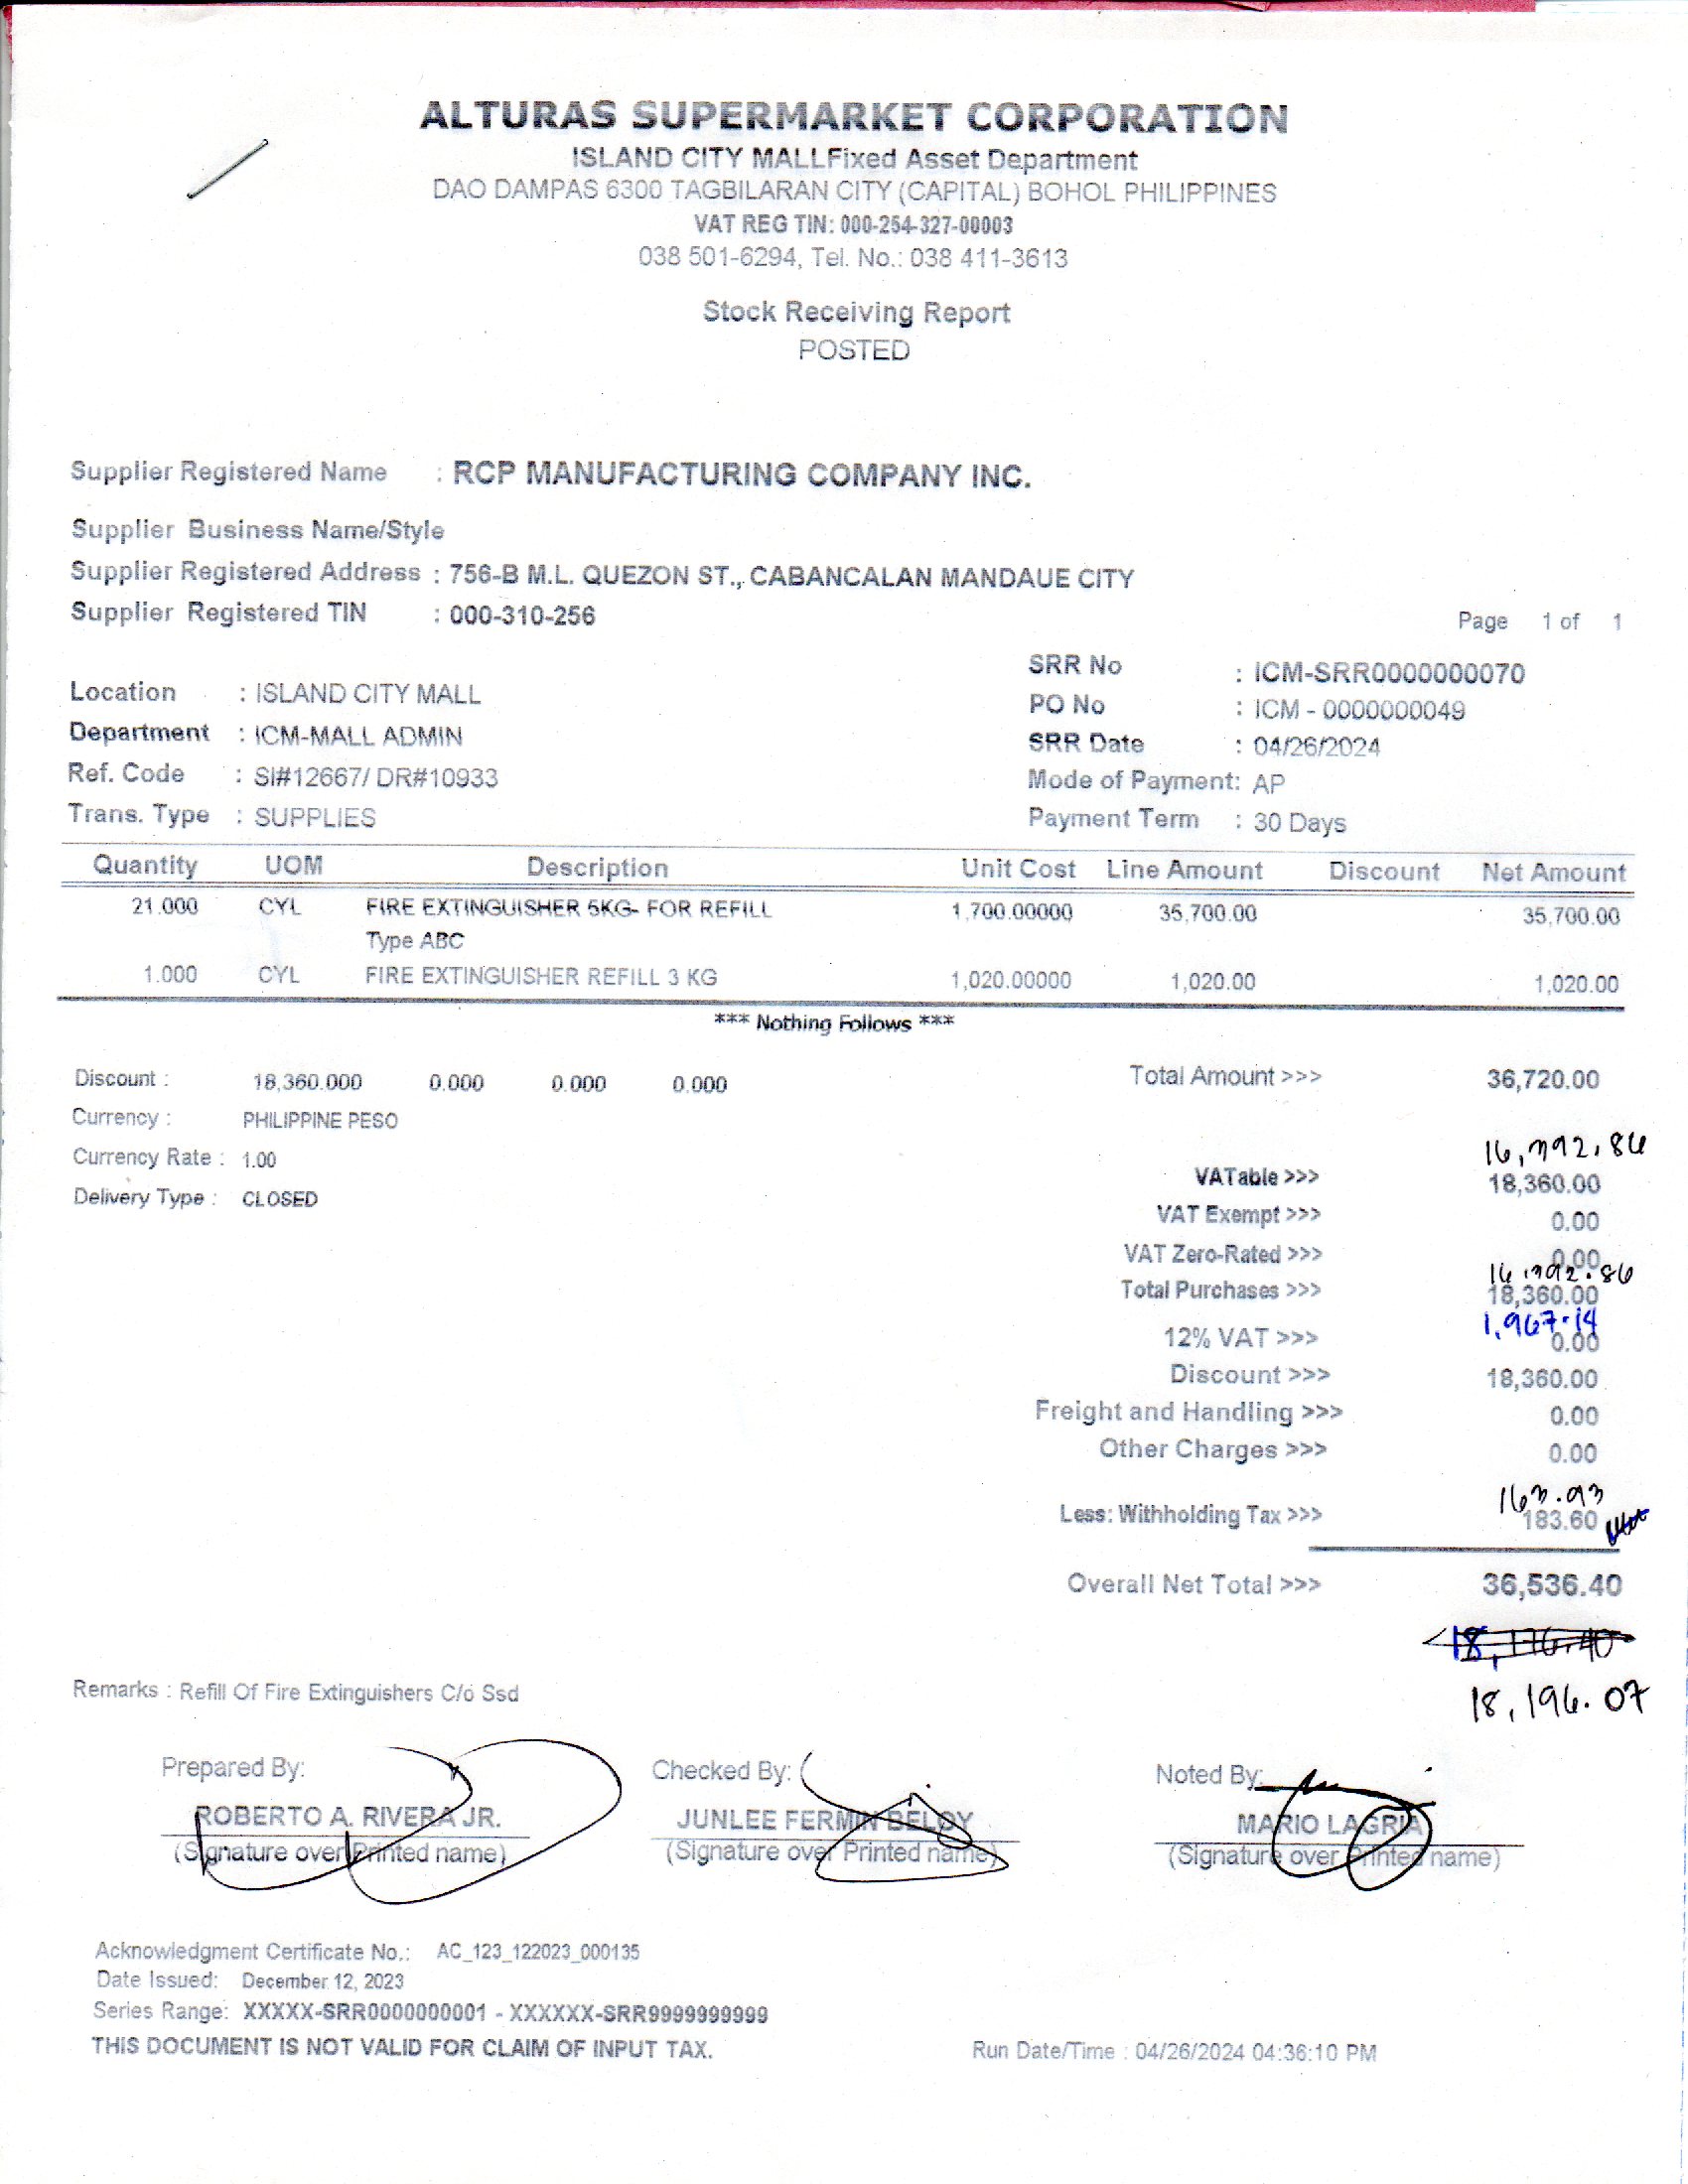 ALTURAS SUPERMARKET CORPORATION
ISLAND CITY MALLFixed Asset Department
DAO DAMPAS 6300 TAGBILARAN CITY (CAPITAL) BOHOL PHILIPPINES
VAT REG TIN: 000-254-327-00003
038 501-6294, Tel. No.: 038 411-3613
Stock Receiving Report
POSTED
Supplier Registered Name : RCP MANUFACTURING COMPANY INC.
Supplier Business Name/Style
Supplier Registered Address : 756-B M.L. QUEZON ST., CABANCALAN MANDAUE CITY
Supplier Registered TIN : 000-310-256
Page 1 of 1
Location : ISLAND CITY MALL
Department : ICM-MALL ADMIN
Ref. Code : SI#12667/ DR#10933
Trans. Type : SUPPLIES
SRR No : ICM-SRR0000000070
PO No : ICM - 0000000049
SRR Date : 04/26/2024
Mode of Payment: AP
Payment Term : 30 Days
Quantity UOM Description Unit Cost Line Amount Discount Net Amount
21.000 CYL FIRE EXTINGUISHER 5KG- FOR REFILL 1,700.00000 35,700.00 35,700.00
Type ABC
1.000 CYL FIRE EXTINGUISHER REFILL 3 KG 1,020.00000 1,020.00 1,020.00
*** Nothing Follows ***
Discount : 18,360.000 0.000 0.000 0.000
Currency : PHILIPPINE PESO
Currency Rate : 1.00
Delivery Type : CLOSED
Total Amount >>> 36,720.00
16,392.86
VATable >>> 18,360.00
VAT Exempt >>> 0.00
VAT Zero-Rated >>> 0.00
16,392.86
Total Purchases >>> 18,360.00
1,967.14
12% VAT >>> 0.00
Discount >>> 18,360.00
Freight and Handling >>> 0.00
Other Charges >>> 0.00
163.93
Less: Withholding Tax >>> 183.60
Overall Net Total >>> 36,536.40
18,176.40
18,196.07
Remarks : Refill Of Fire Extinguishers C/o Ssd
Prepared By: Checked By: Noted By:
ROBERTO A. RIVERA JR. JUNLEE FERMIN BELOY MARIO LAGRIA
(Signature over Printed name) (Signature over Printed name) (Signature over Printed name)
Acknowledgment Certificate No.: AC_123_122023_000135
Date Issued: December 12, 2023
Series Range: XXXXX-SRR0000000001 - XXXXXX-SRR9999999999
THIS DOCUMENT IS NOT VALID FOR CLAIM OF INPUT TAX.
Run Date/Time : 04/26/2024 04:36:10 PM